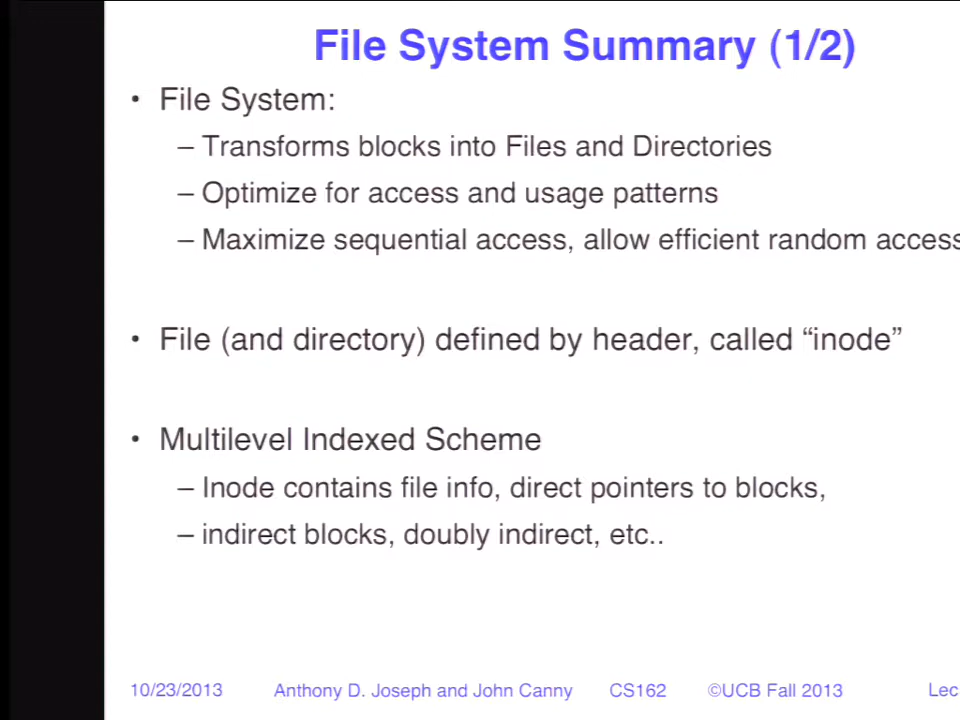 File System Summary (1/2)
• File System:
– Transforms blocks into Files and Directories
– Optimize for access and usage patterns
– Maximize sequential access, allow efficient random access
• File (and directory) defined by header, called “inode”
• Multilevel Indexed Scheme
– Inode contains file info, direct pointers to blocks,
– indirect blocks, doubly indirect, etc..
10/23/2013 Anthony D. Joseph and John Canny CS162 ©UCB Fall 2013 Lec